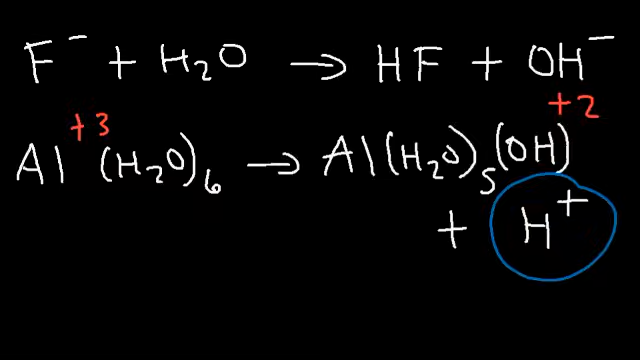 F⁻ + H₂O → HF + OH⁻
Al⁺³(H₂O)₆ → Al(H₂O)₅(OH)⁺²
+ H⁺